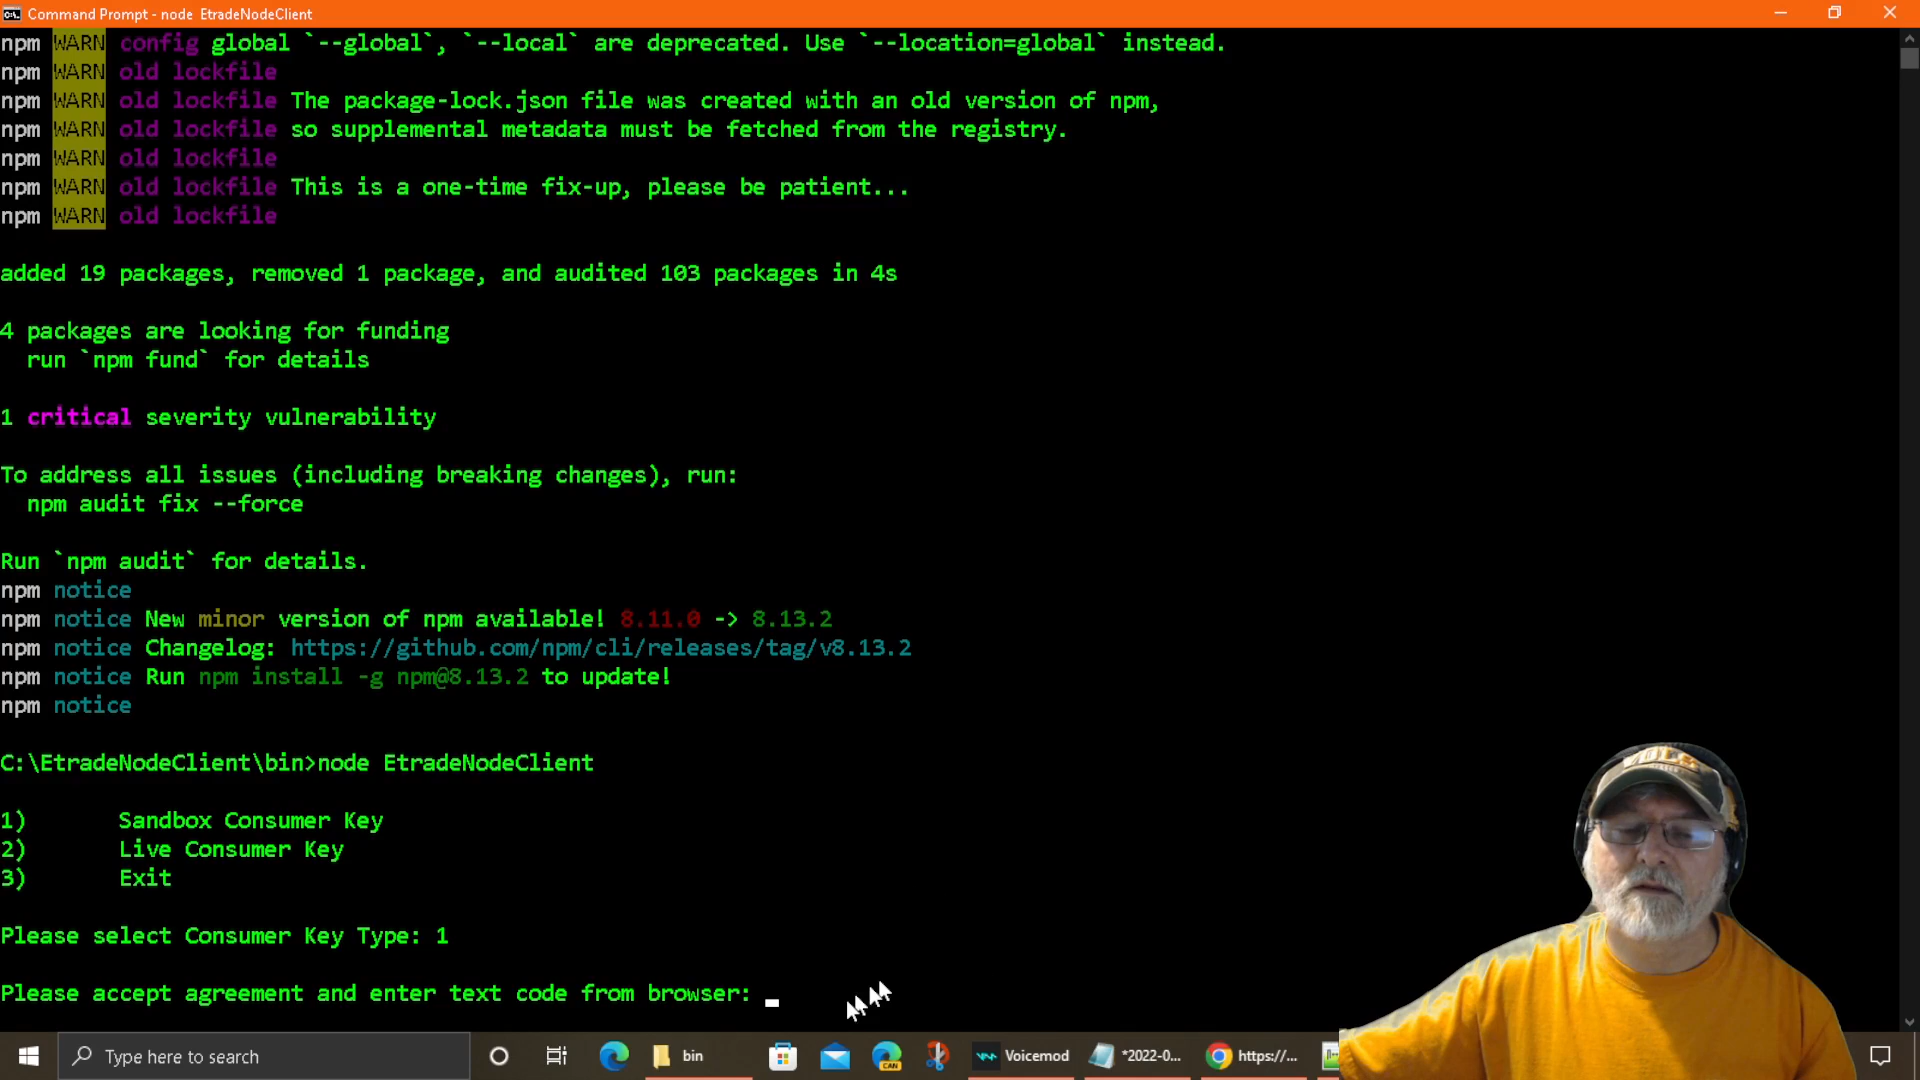 Command Prompt - node  EtradeNodeClient
npm WARN config global `--global`, `--local` are deprecated. Use `--location=global` instead.
npm WARN old lockfile
npm WARN old lockfile The package-lock.json file was created with an old version of npm,
npm WARN old lockfile so supplemental metadata must be fetched from the registry.
npm WARN old lockfile
npm WARN old lockfile This is a one-time fix-up, please be patient...
npm WARN old lockfile
added 19 packages, removed 1 package, and audited 103 packages in 4s
4 packages are looking for funding
run `npm fund` for details
1 critical severity vulnerability
To address all issues (including breaking changes), run:
npm audit fix --force
Run `npm audit` for details.
npm notice
npm notice New minor version of npm available! 8.11.0 -> 8.13.2
npm notice Changelog: https://github.com/npm/cli/releases/tag/v8.13.2
npm notice Run npm install -g npm@8.13.2 to update!
npm notice
C:\EtradeNodeClient\bin>node EtradeNodeClient
1) Sandbox Consumer Key
2) Live Consumer Key
3) Exit
Please select Consumer Key Type: 1
Please accept agreement and enter text code from browser:
VOLS
Type here to search
bin
CAN
Voicemod
*2022-0...
https://...